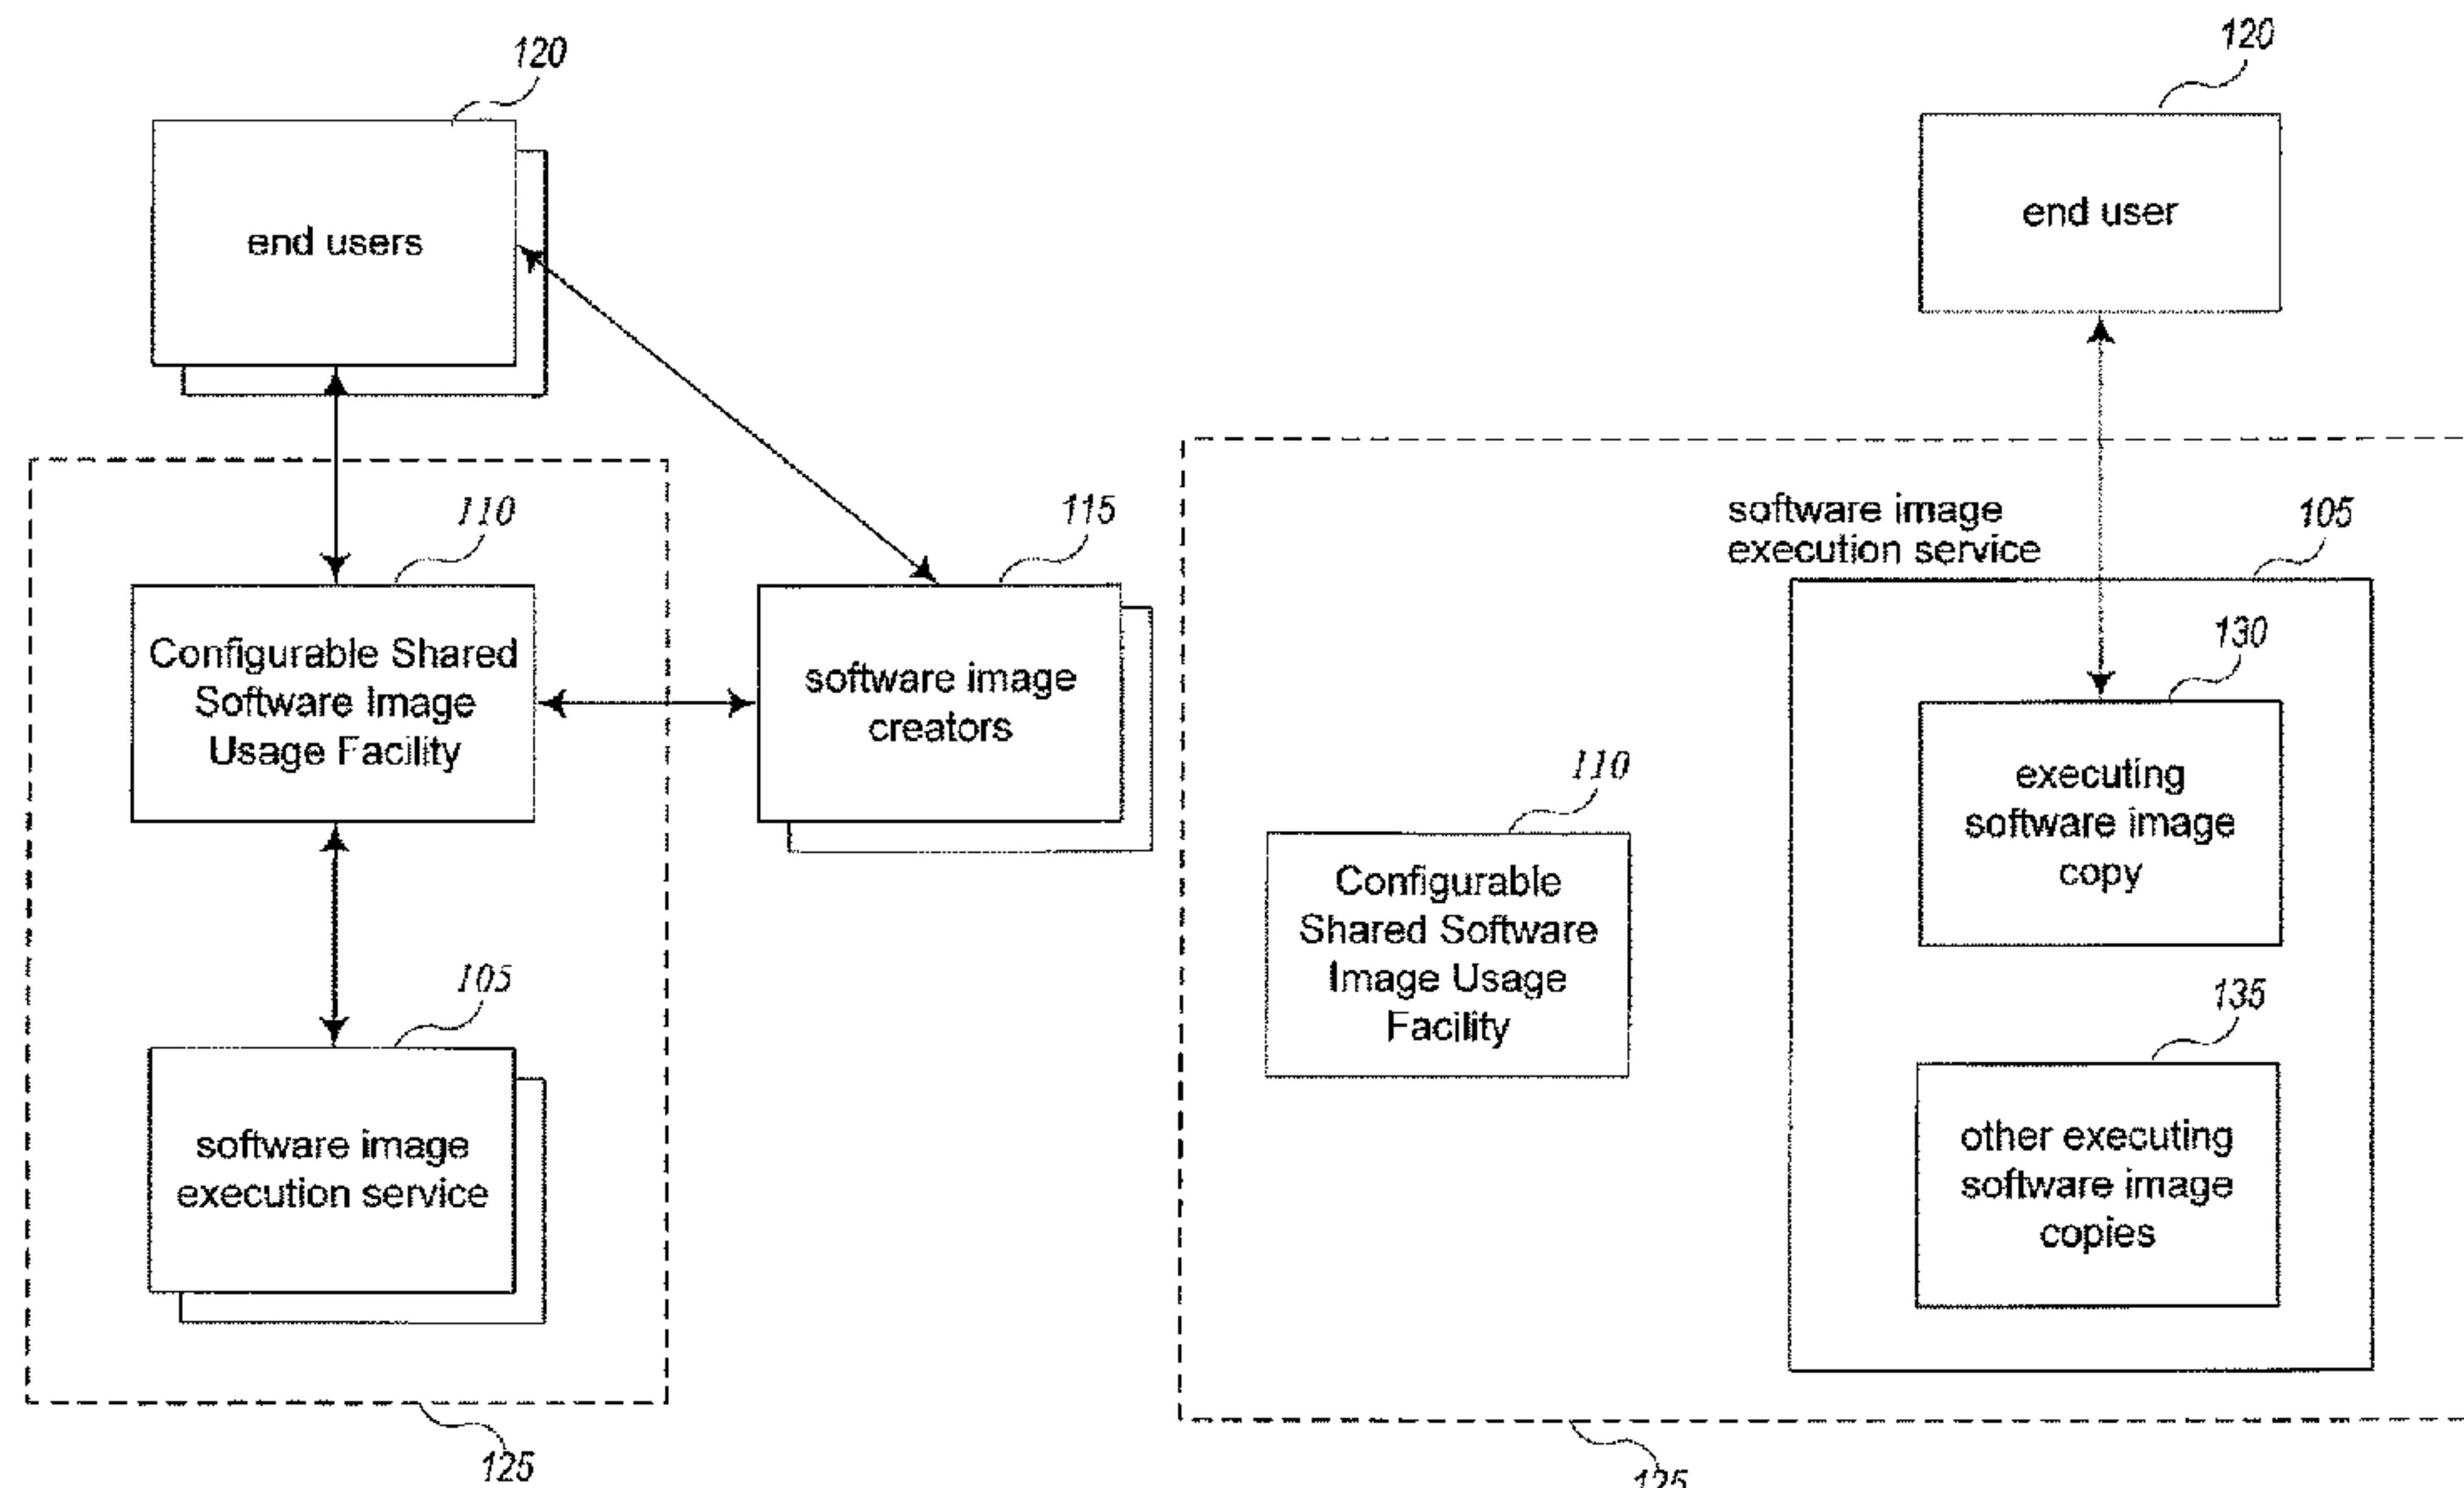 120
end users
110
Configurable Shared
Software Image
Usage Facility
115
software image
creators
105
software image
execution service
125
120
end user
software image
execution service
105
130
executing
software image
copy
110
Configurable
Shared Software
Image Usage
Facility
135
other executing
software image
copies
125